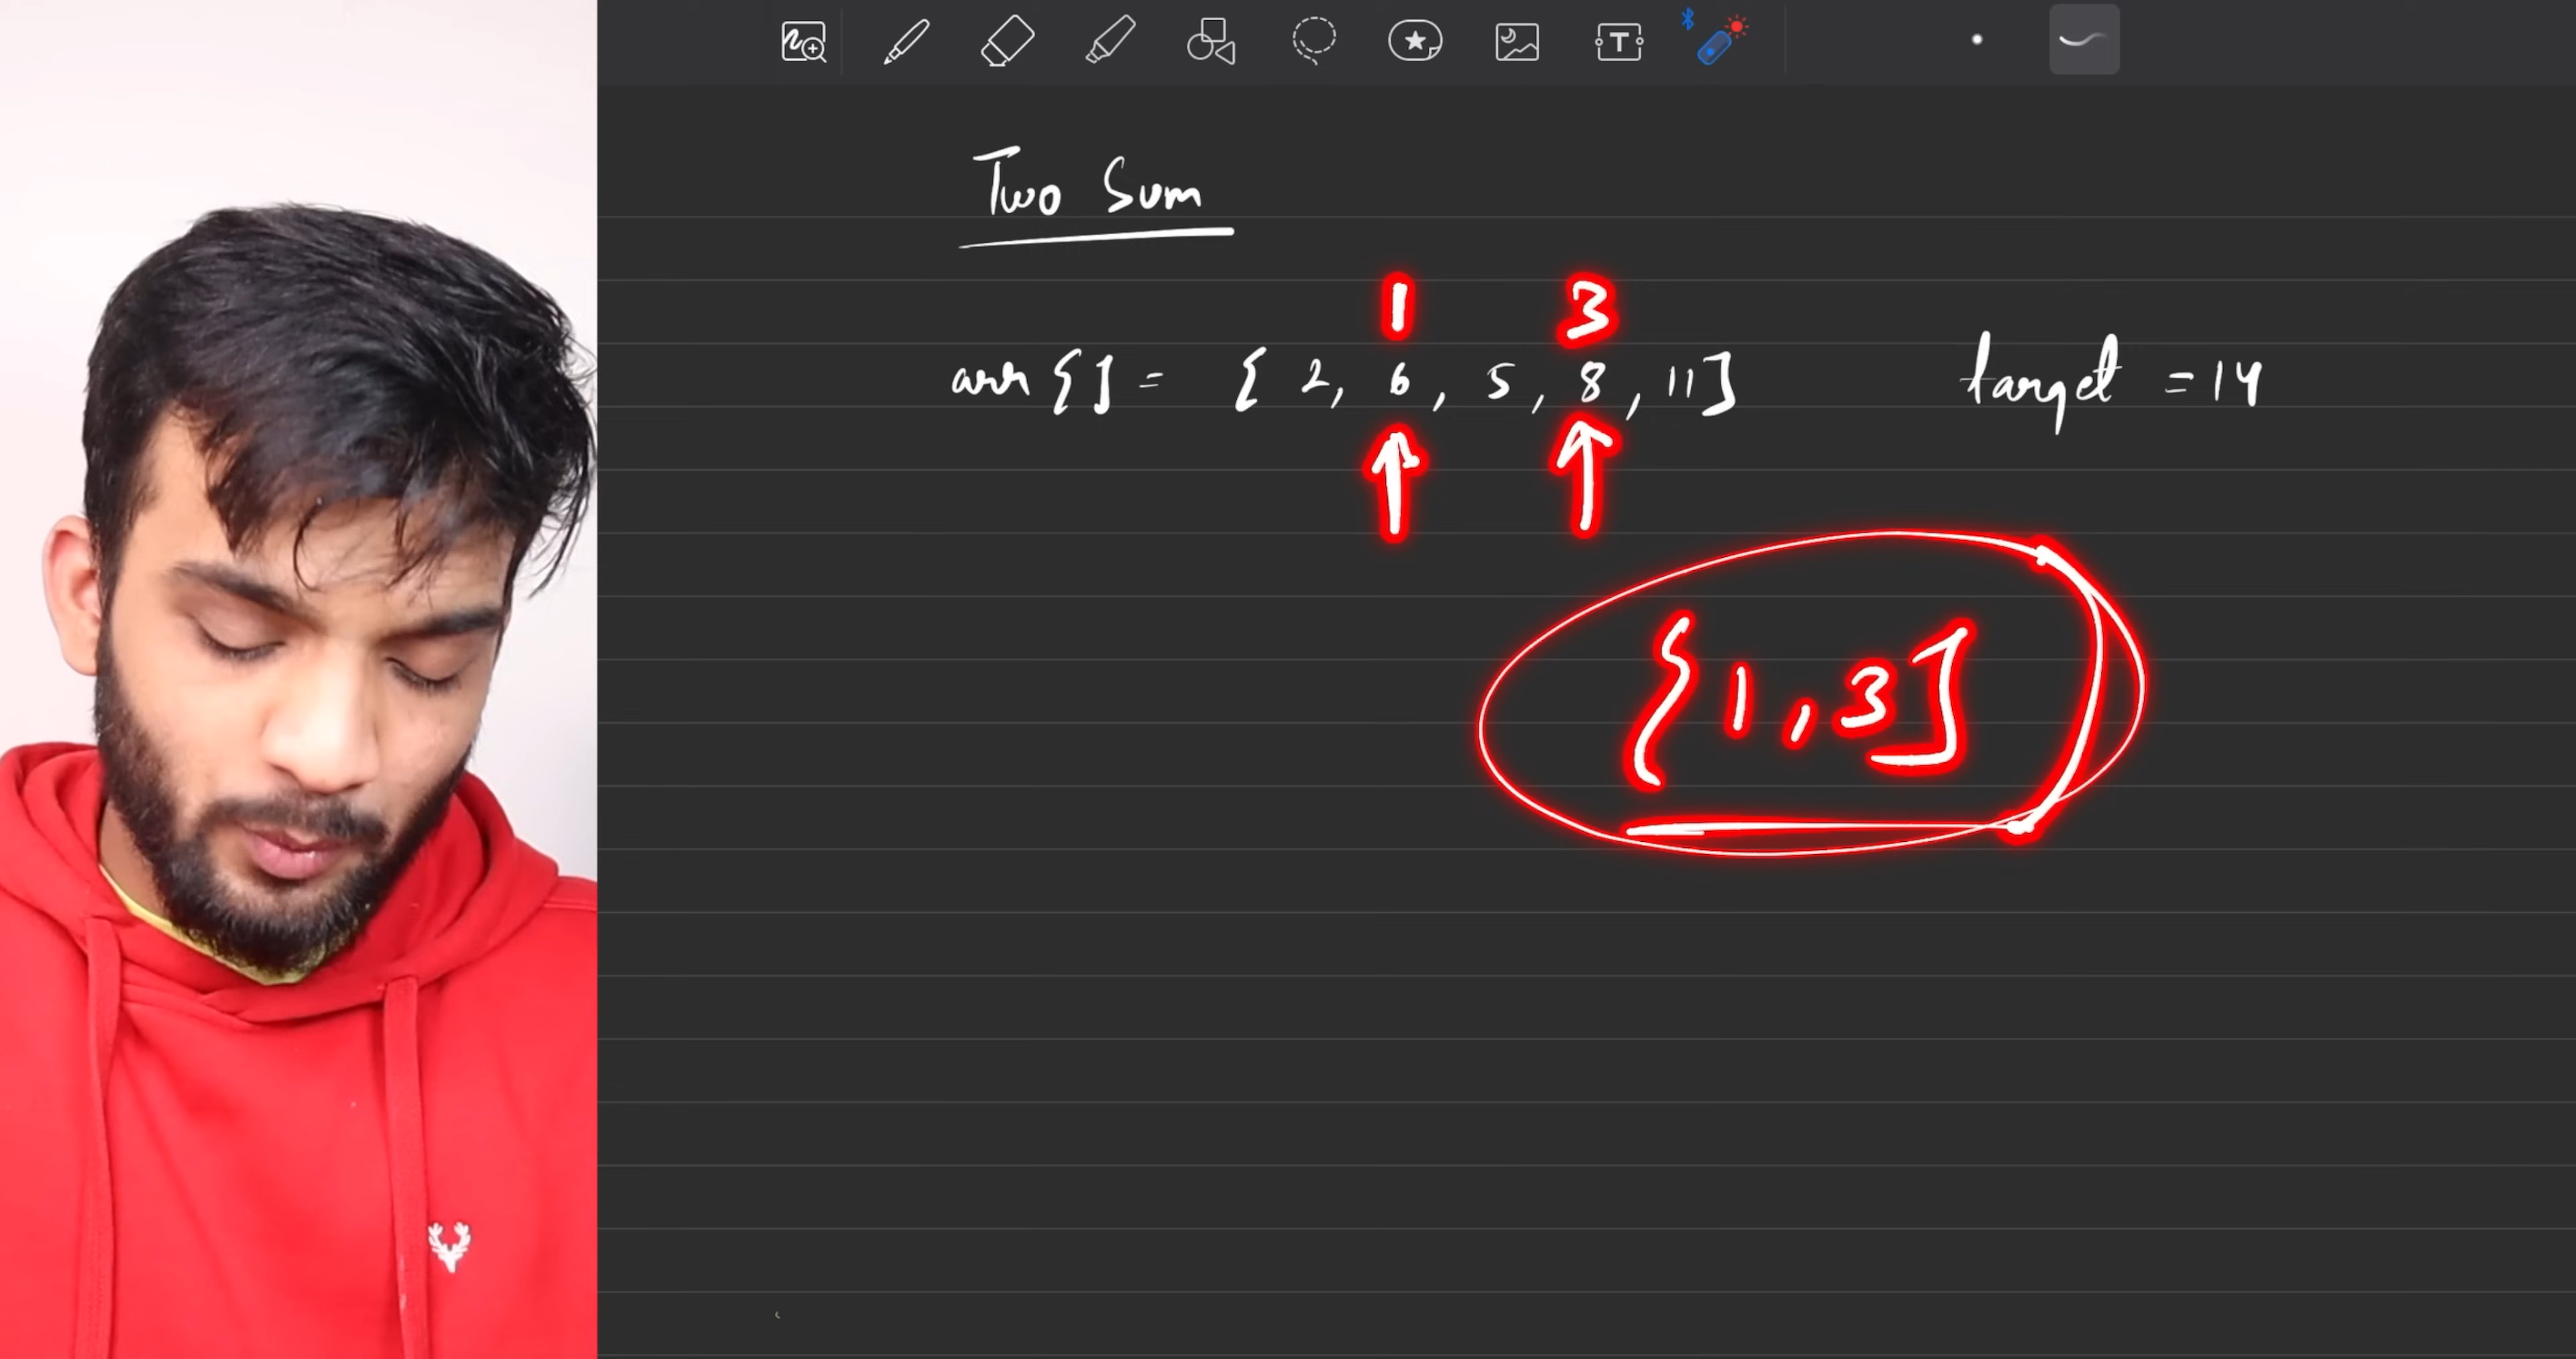 Two Sum
1 3
arr {] = { 2, 6, 5, 8, 11] target = 14
{1, 3]